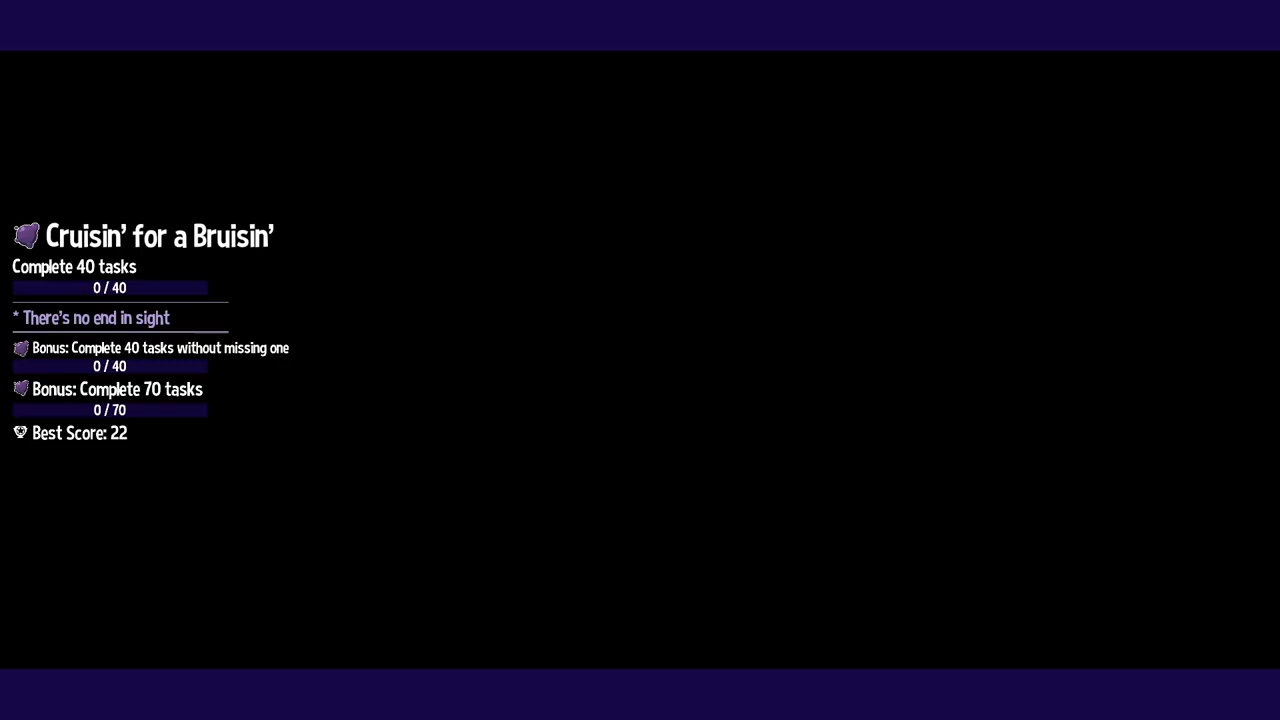 Cruisin' for a Bruisin'
Complete 40 tasks
0 / 40
* There's no end in sight
Bonus: Complete 40 tasks without missing one
0 / 40
Bonus: Complete 70 tasks
0 / 70
Best Score: 22